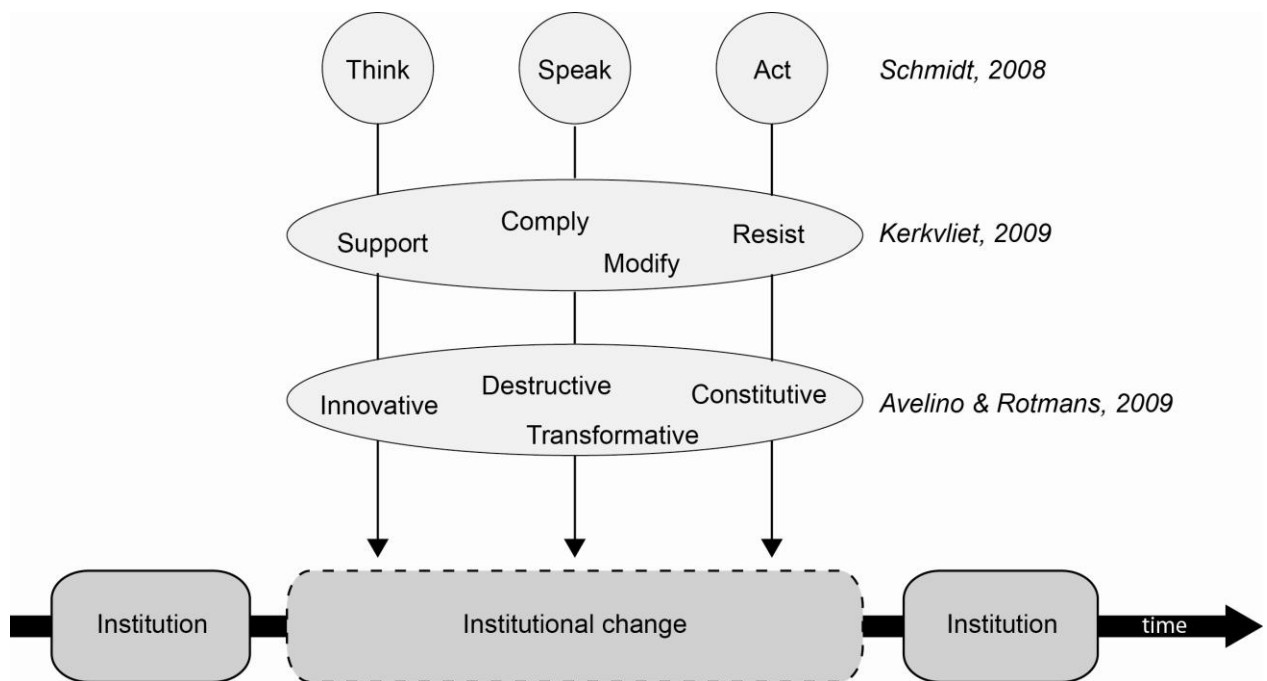 Think
Speak
Act
Schmidt, 2008
Support
Comply
Modify
Resist
Kerkvliet, 2009
Innovative
Destructive
Transformative
Constitutive
Avelino & Rotmans, 2009
Institution
Institutional change
Institution
time